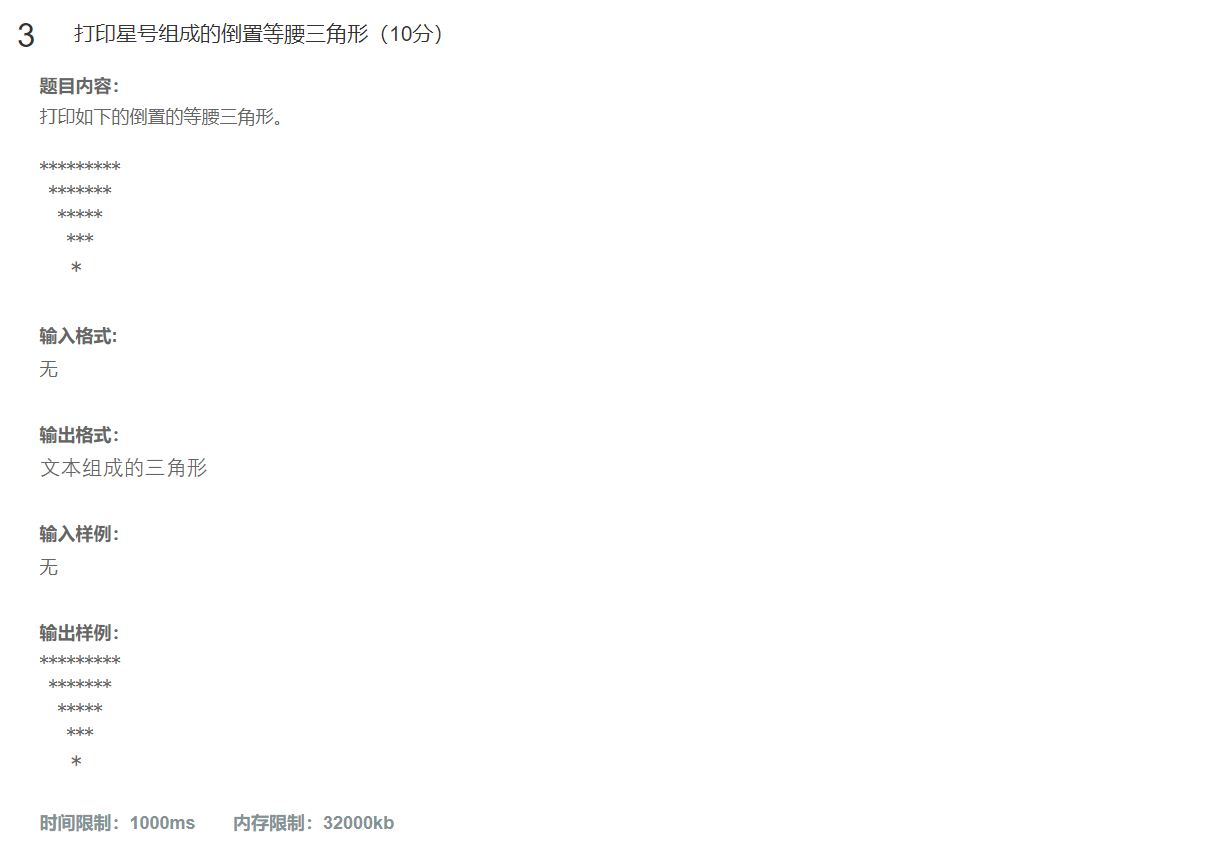 3 打印星号组成的倒置等腰三角形（10分）
题目内容：
打印如下的倒置的等腰三角形。
*********
 *******
  *****
   ***
    *
输入格式:
无
输出格式：
文本组成的三角形
输入样例：
无
输出样例：
*********
 *******
  *****
   ***
    *
时间限制：1000ms 内存限制：32000kb